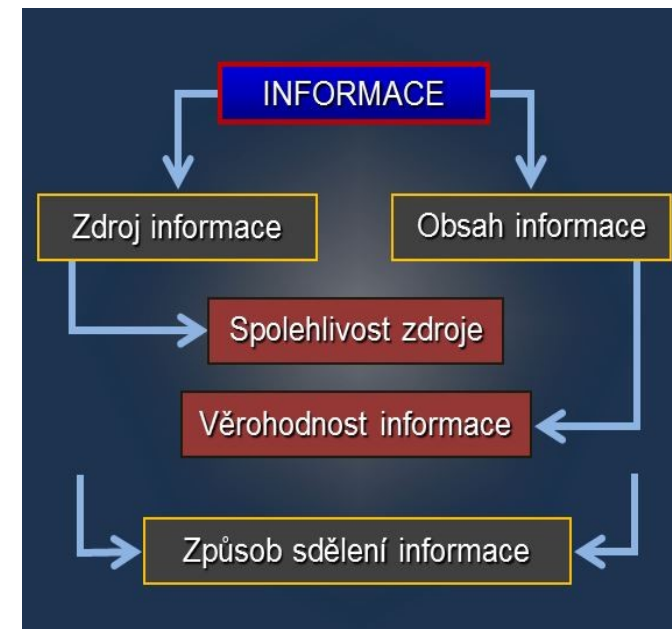 INFORMACE
Zdroj informace
Obsah informace
Spolehlivost zdroje
Věrohodnost informace
Způsob sdělení informace